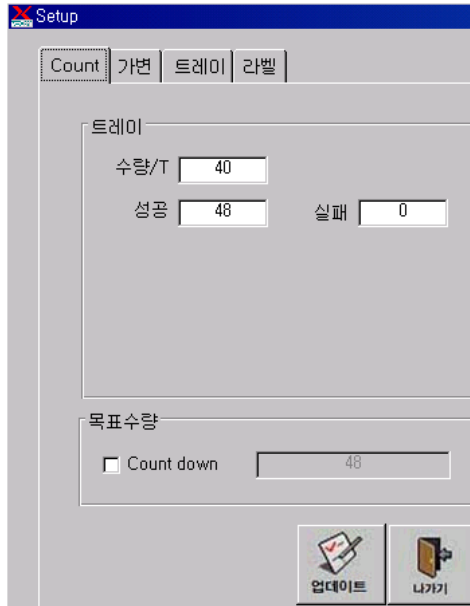 Setup
Count 가변 트레이 라벨
트레이
수량/T 40
성공 48 실패 0
목표수량
Count down 48
업데이트 나가기